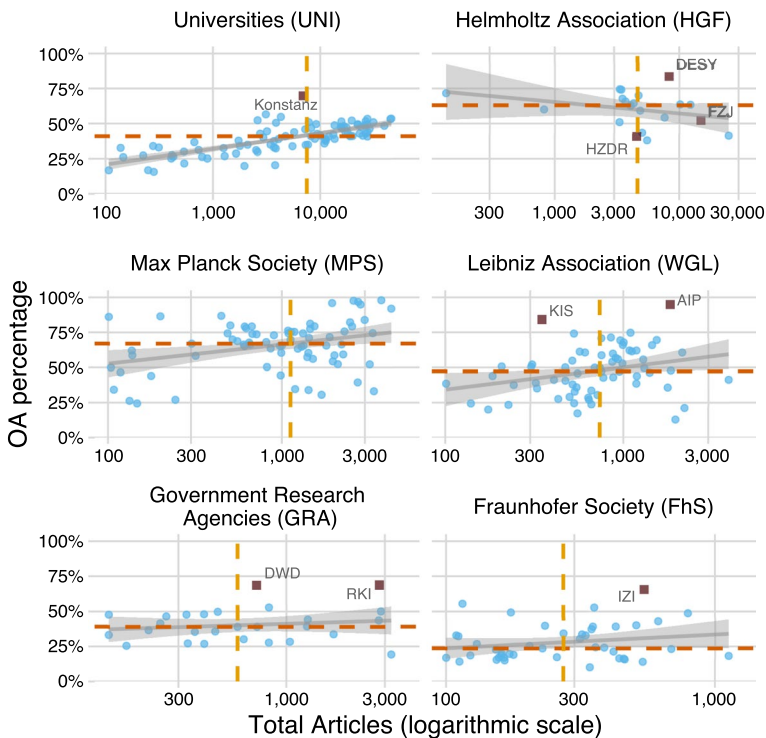 Universities (UNI)
Helmholtz Association (HGF)
100%
75%
50%
25%
0%
Konstanz
DESY
FZJ
HZDR
100
1,000
10,000
300
1,000
3,000
10,000
30,000
Max Planck Society (MPS)
Leibniz Association (WGL)
100%
75%
50%
25%
0%
KIS
AIP
100
300
1,000
3,000
100
300
1,000
3,000
OA percentage
Government Research
Agencies (GRA)
Fraunhofer Society (FhS)
100%
75%
50%
25%
0%
DWD
RKI
IZI
300
1,000
3,000
100
300
1,000
Total Articles (logarithmic scale)